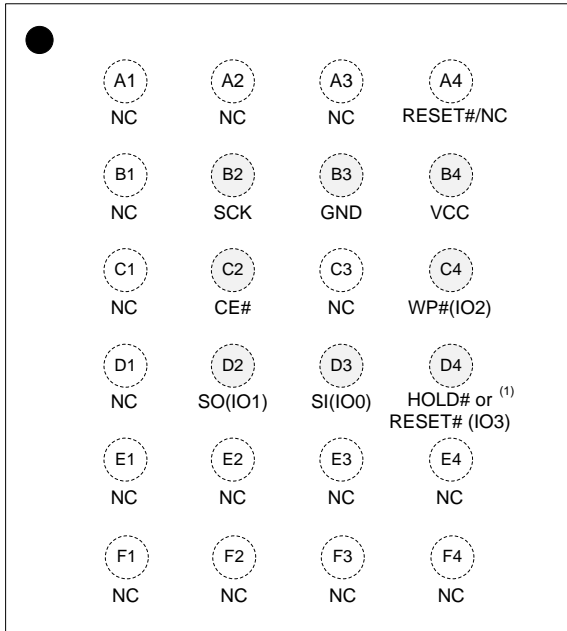 A1 A2 A3 A4
NC NC NC RESET#/NC
B1 B2 B3 B4
NC SCK GND VCC
C1 C2 C3 C4
NC CE# NC WP#(IO2)
D1 D2 D3 D4
NC SO(IO1) SI(IO0) HOLD# or (1)
RESET# (IO3)
E1 E2 E3 E4
NC NC NC NC
F1 F2 F3 F4
NC NC NC NC